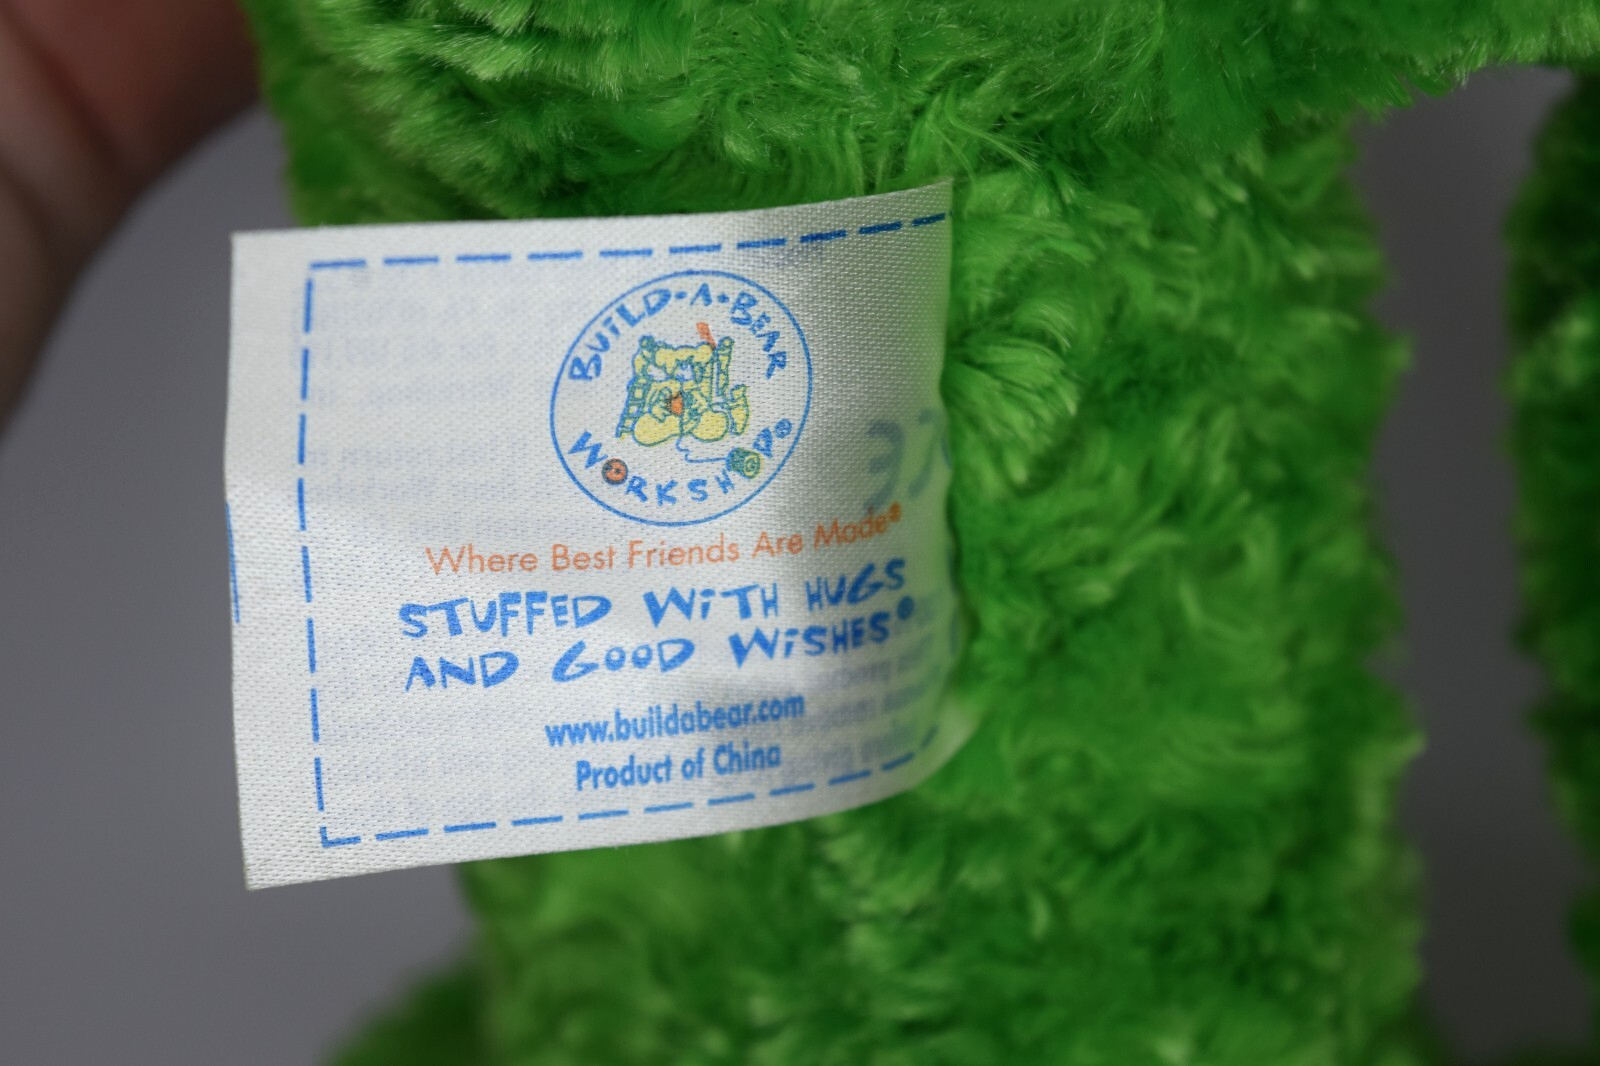 BUiLD-A-BEAR
WORKSHOP®
Where Best Friends Are Made®
STUFFED WiTH HUGS
AND GOOD WiSHES®
www.buildabear.com
Product of China